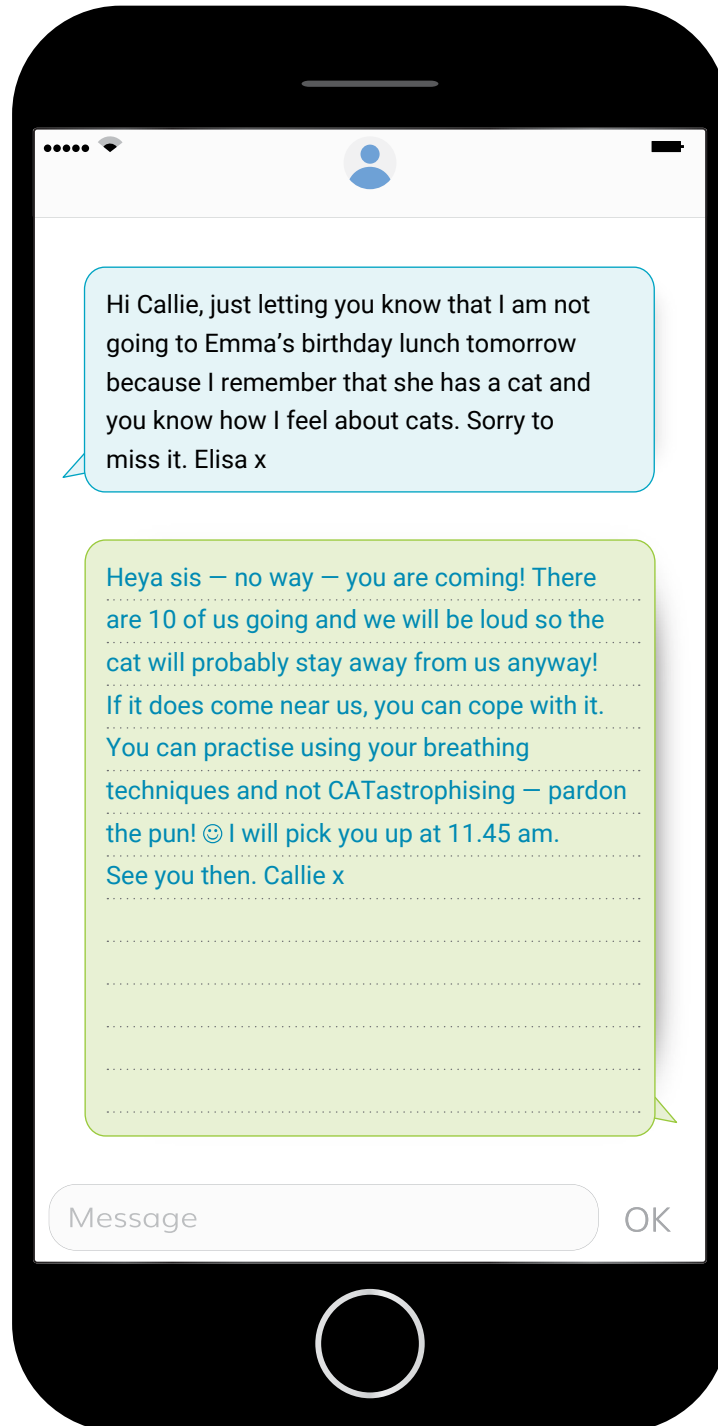 Hi Callie, just letting you know that I am not
going to Emma’s birthday lunch tomorrow
because I remember that she has a cat and
you know how I feel about cats. Sorry to
miss it. Elisa x
Heya sis — no way — you are coming! There
are 10 of us going and we will be loud so the
cat will probably stay away from us anyway!
If it does come near us, you can cope with it.
You can practise using your breathing
techniques and not CATastrophising — pardon
the pun! ☺ I will pick you up at 11.45 am.
See you then. Callie x
Message OK